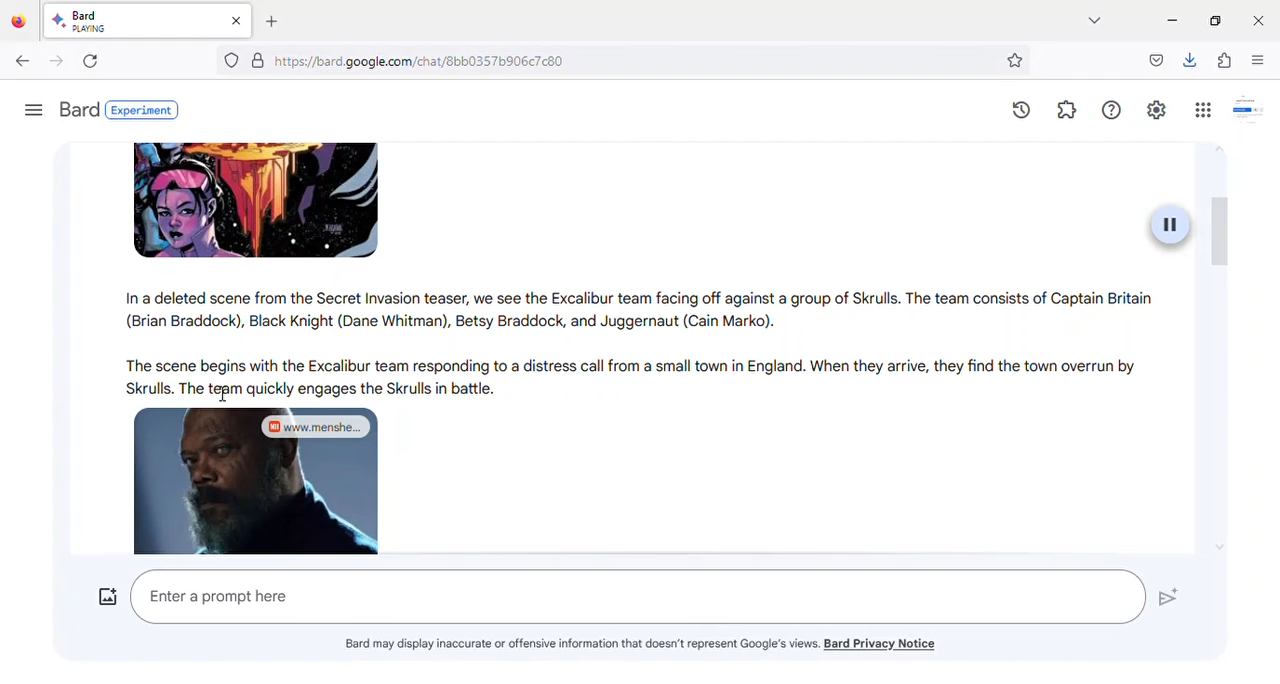 Bard
PLAYING
https://bard.google.com/chat/8bb0357b906c7c80
Bard Experiment
In a deleted scene from the Secret Invasion teaser, we see the Excalibur team facing off against a group of Skrulls. The team consists of Captain Britain
(Brian Braddock), Black Knight (Dane Whitman), Betsy Braddock, and Juggernaut (Cain Marko).
The scene begins with the Excalibur team responding to a distress call from a small town in England. When they arrive, they find the town overrun by
Skrulls. The team quickly engages the Skrulls in battle.
www.menshe...
Enter a prompt here
Bard may display inaccurate or offensive information that doesn't represent Google's views. Bard Privacy Notice